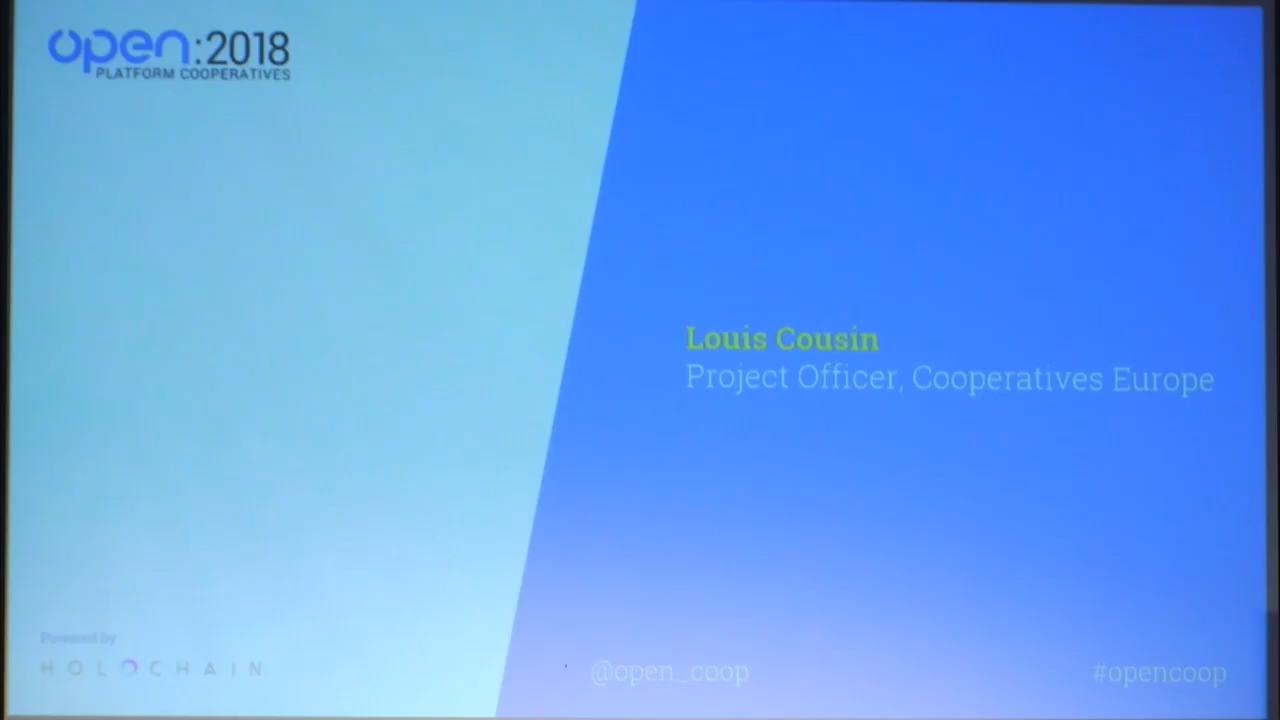 open:2018
PLATFORM COOPERATIVES
Louis Cousin
Project Officer, Cooperatives Europe
Powered by
HOLOCHAIN
@open_coop
#opencoop